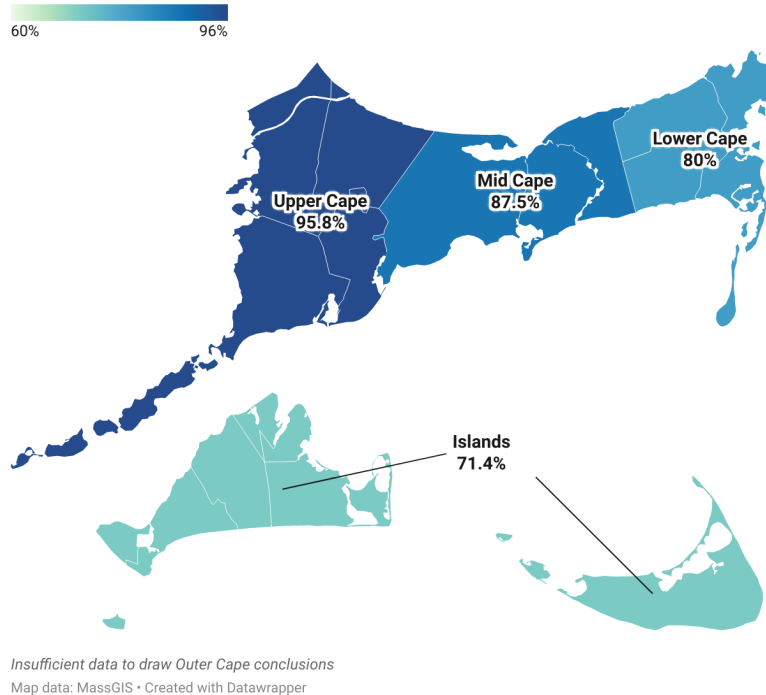 60%
96%
Lower Cape
80%
Mid Cape
87.5%
Upper Cape
95.8%
Islands
71.4%
Insufficient data to draw Outer Cape conclusions
Map data: MassGIS • Created with Datawrapper